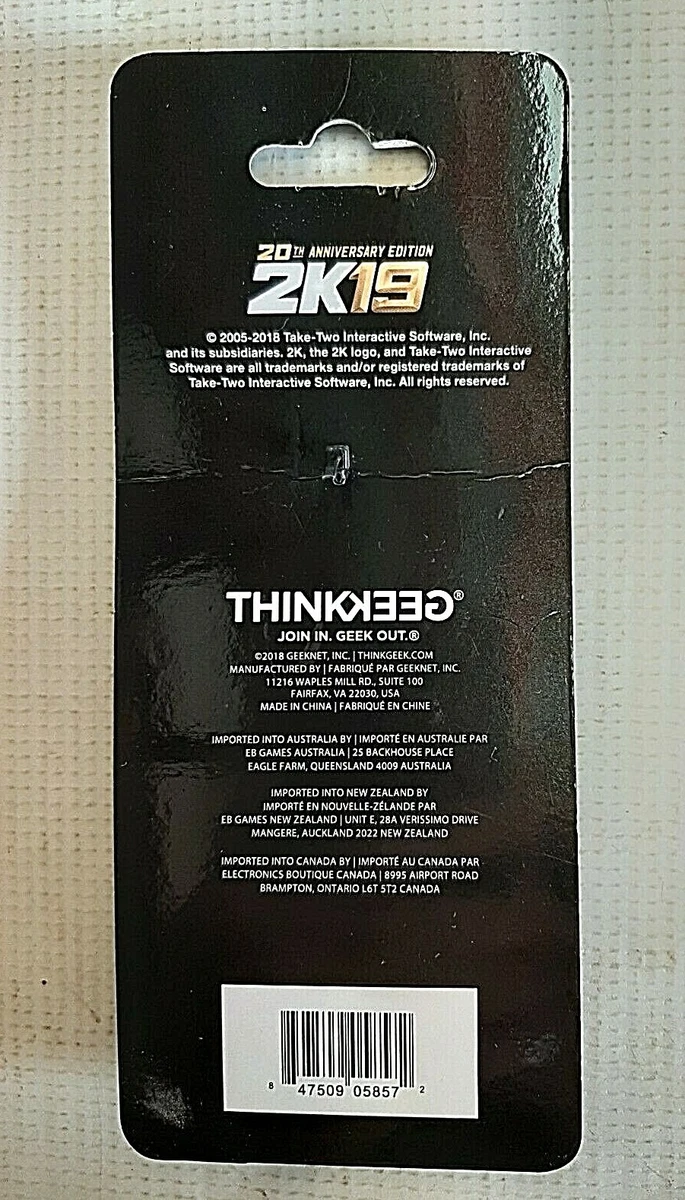 20TH ANNIVERSARY EDITION
2K19
© 2005-2018 Take-Two Interactive Software, Inc.
and its subsidiaries. 2K, the 2K logo, and Take-Two Interactive
Software are all trademarks and/or registered trademarks of
Take-Two Interactive Software, Inc. All rights reserved.
THINKGEEK®
JOIN IN. GEEK OUT.®
©2018 GEEKNET, INC. | THINKGEEK.COM
MANUFACTURED BY | FABRIQUÉ PAR GEEKNET, INC.
11216 WAPLES MILL RD., SUITE 100
FAIRFAX, VA 22030, USA
MADE IN CHINA | FABRIQUÉ EN CHINE
IMPORTED INTO AUSTRALIA BY | IMPORTÉ EN AUSTRALIE PAR
EB GAMES AUSTRALIA | 25 BACKHOUSE PLACE
EAGLE FARM, QUEENSLAND 4009 AUSTRALIA
IMPORTED INTO NEW ZEALAND BY
IMPORTÉ EN NOUVELLE-ZÉLANDE PAR
EB GAMES NEW ZEALAND | UNIT E, 28A VERISSIMO DRIVE
MANGERE, AUCKLAND 2022 NEW ZEALAND
IMPORTED INTO CANADA BY | IMPORTÉ AU CANADA PAR
ELECTRONICS BOUTIQUE CANADA | 8995 AIRPORT ROAD
BRAMPTON, ONTARIO L6T 5T2 CANADA
8 47509 05857 2